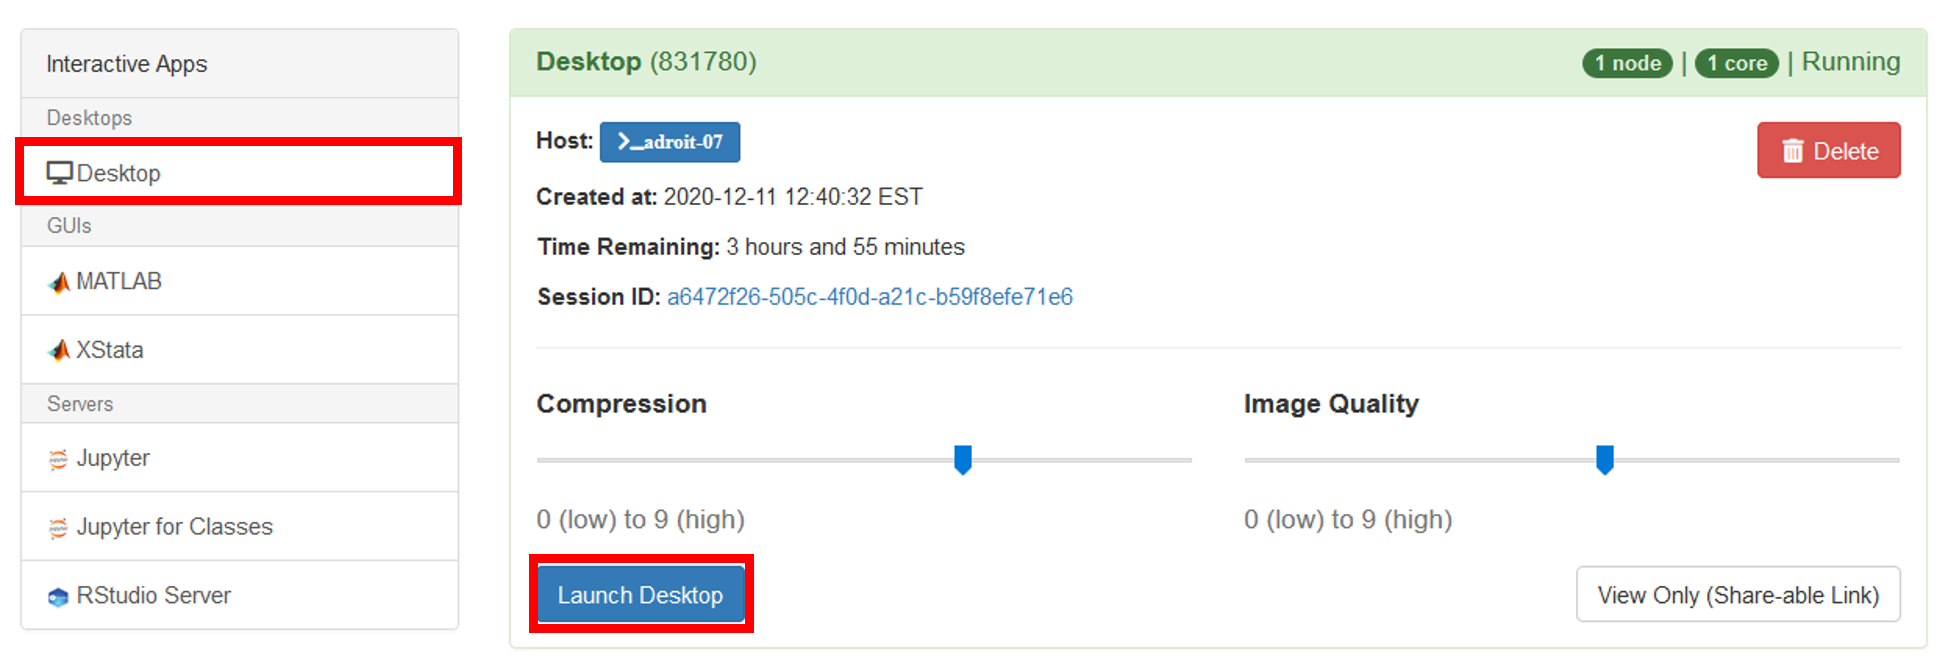 Interactive Apps
Desktops
Desktop
GUIs
MATLAB
XStata
Servers
Jupyter
Jupyter for Classes
RStudio Server
Desktop (831780)
1 node | 1 core | Running
Host: >_adroit-07
Delete
Created at: 2020-12-11 12:40:32 EST
Time Remaining: 3 hours and 55 minutes
Session ID: a6472f26-505c-4f0d-a21c-b59f8efe71e6
Compression
0 (low) to 9 (high)
Image Quality
0 (low) to 9 (high)
Launch Desktop
View Only (Share-able Link)